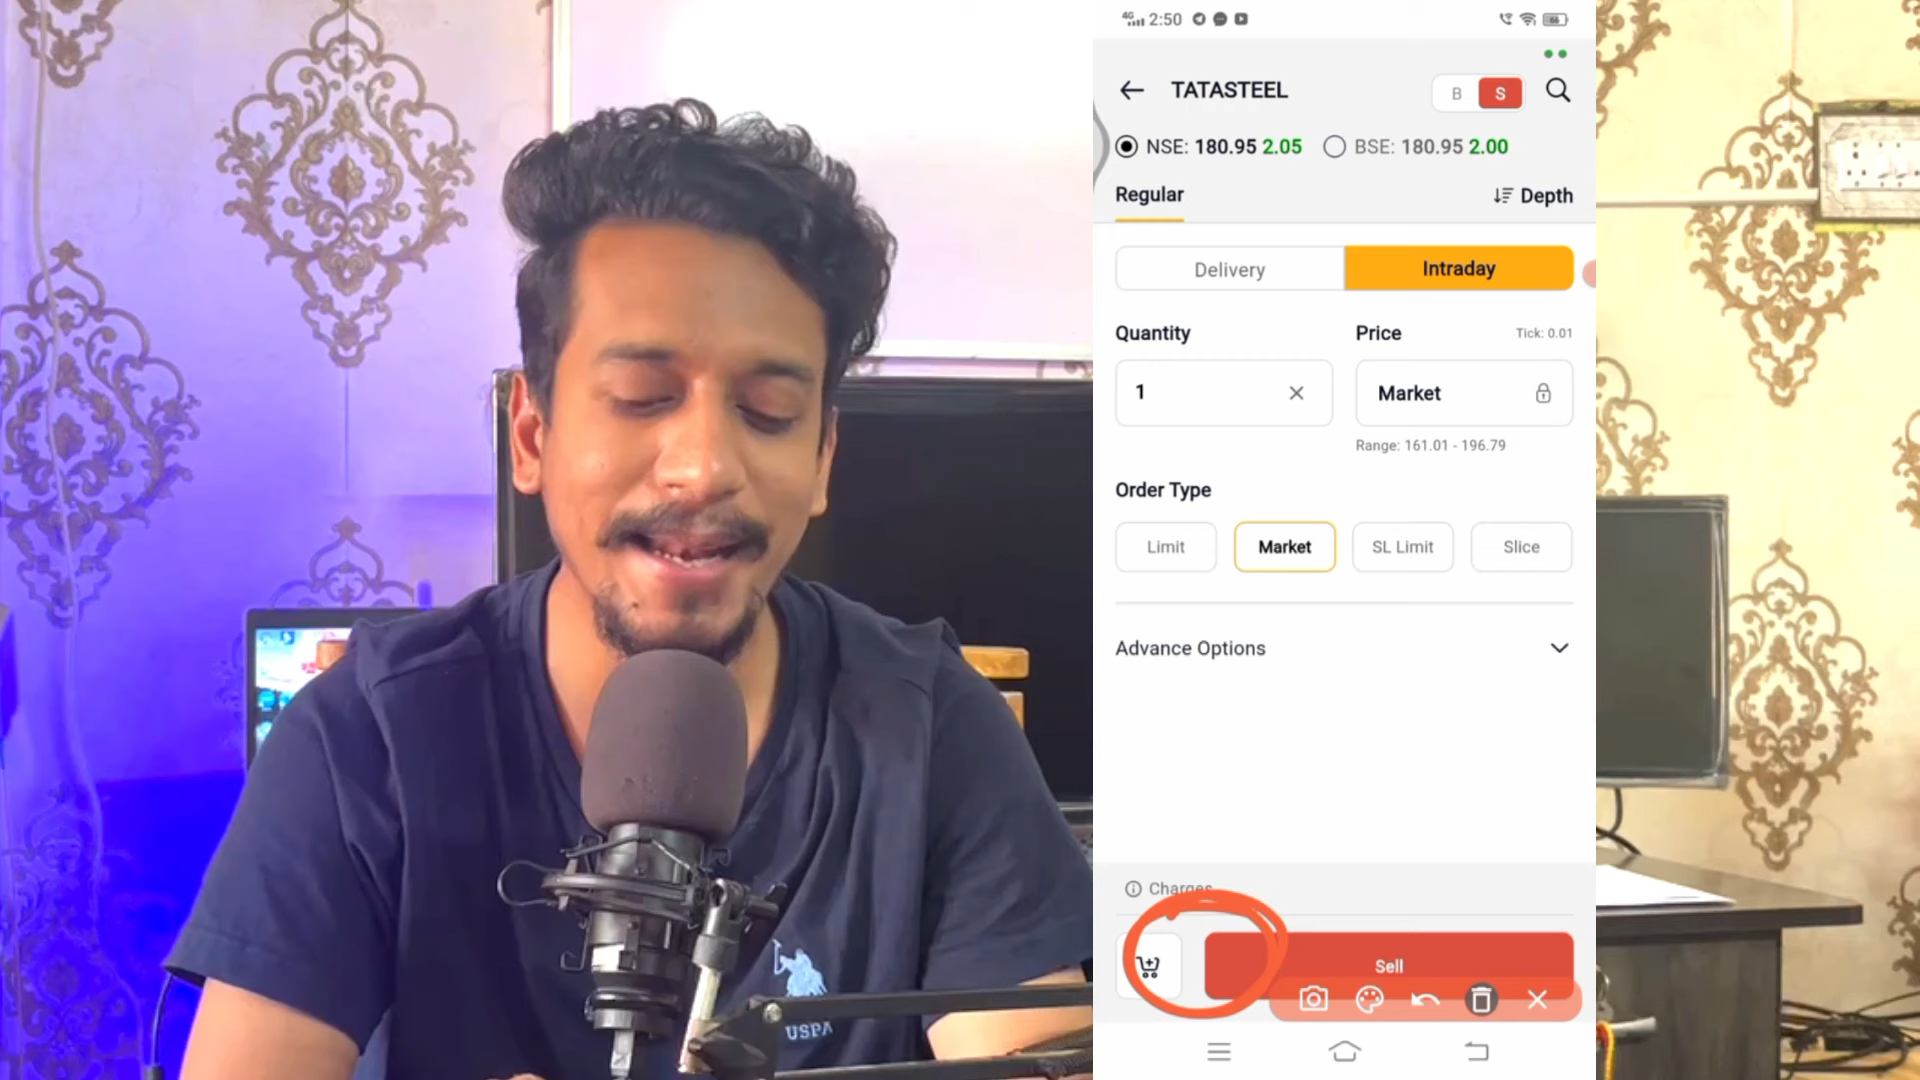 4G 2:50 66
TATASTEEL B S
NSE: 180.95 2.05 BSE: 180.95 2.00
Regular Depth
Delivery Intraday
Quantity Price Tick: 0.01
1 Market
Range: 161.01 - 196.79
Order Type
Limit Market SL Limit Slice
Advance Options
Charges
Sell
USPA